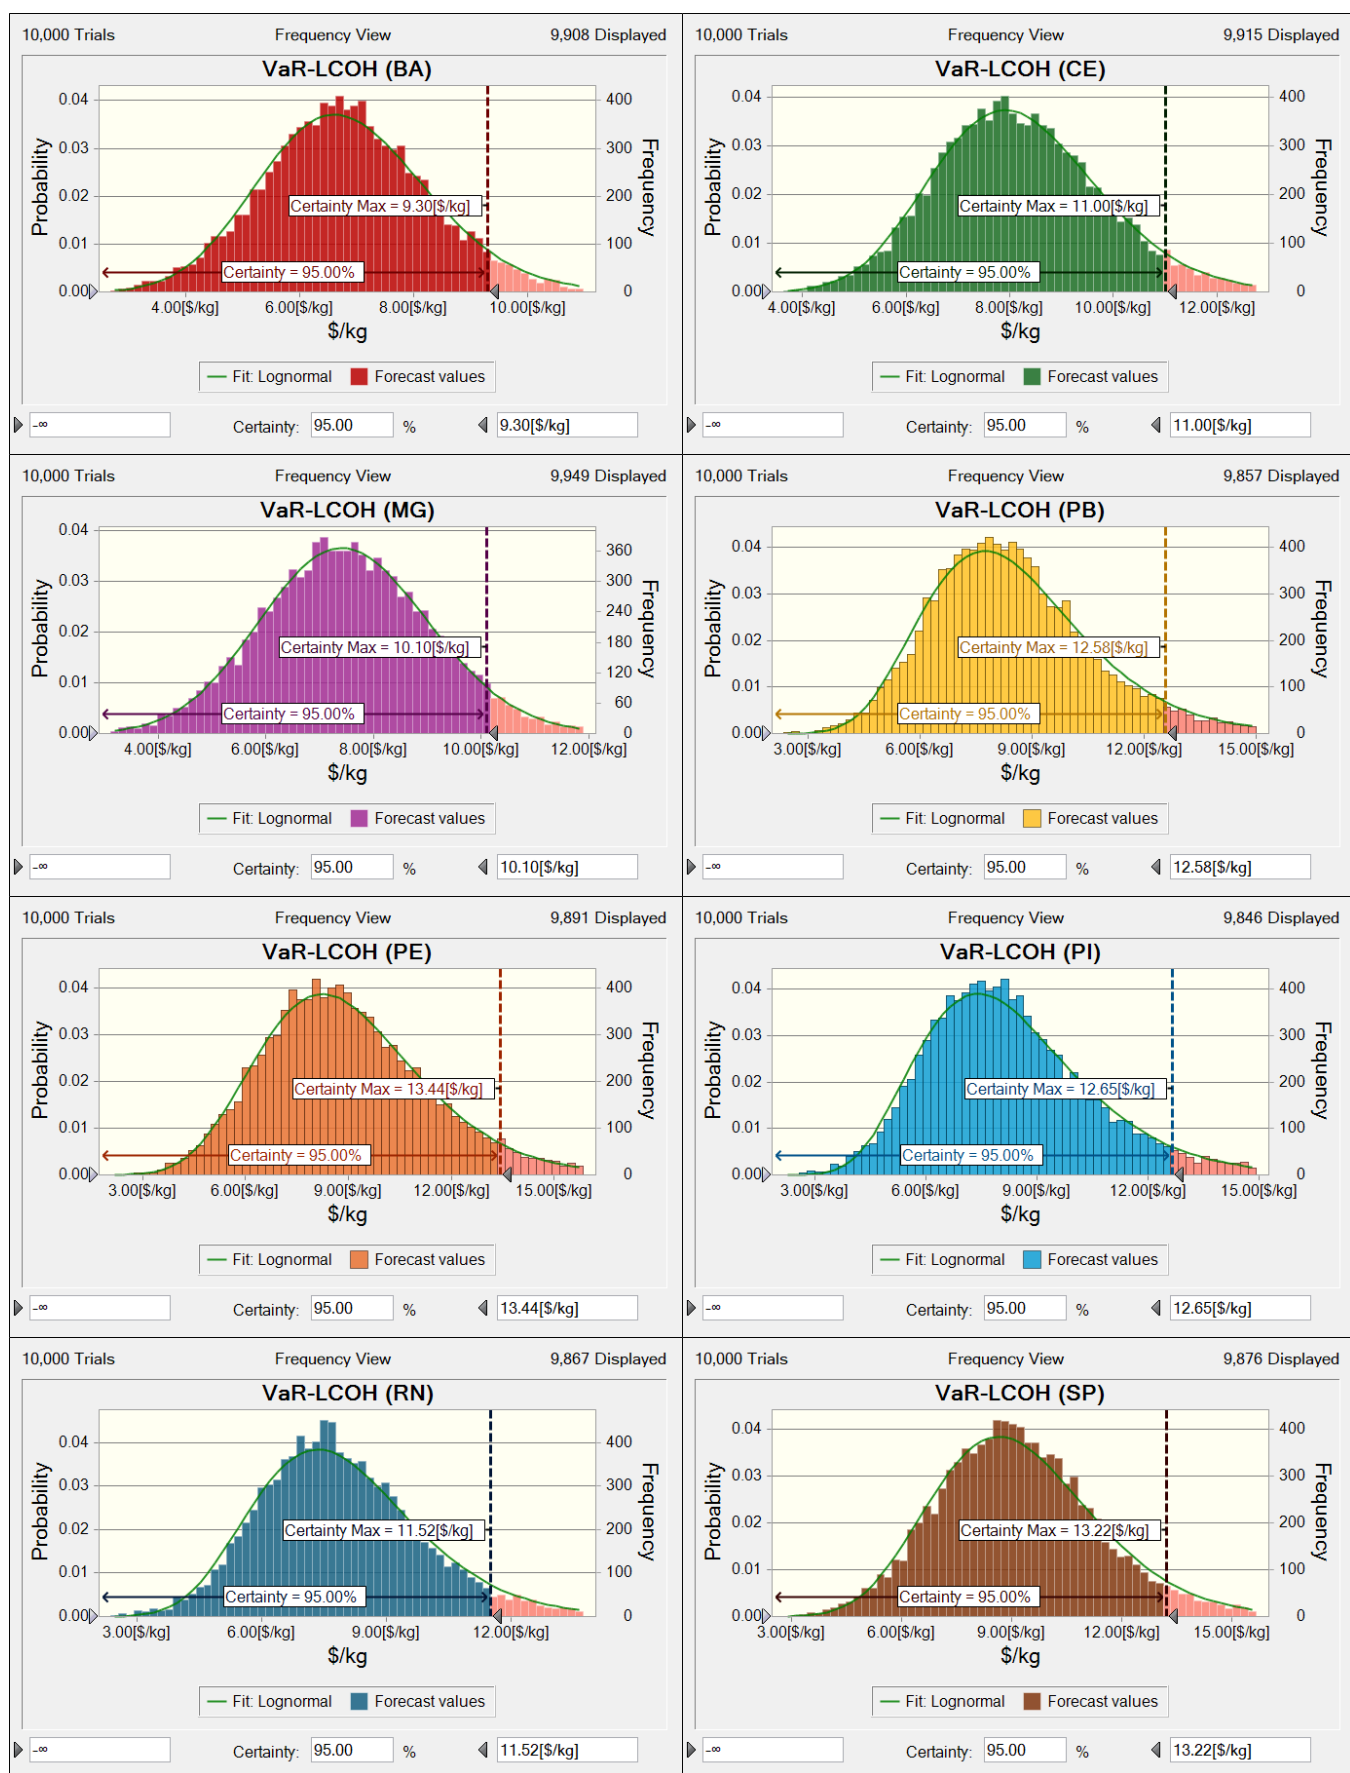 10,000 Trials Frequency View 9,908 Displayed
VaR-LCOH (BA)
Probability
Frequency
0.04
0.03
0.02
0.01
0.00
400
300
200
100
0
Certainty Max = 9.30[$/kg]
Certainty = 95.00%
4.00[$/kg] 6.00[$/kg] 8.00[$/kg] 10.00[$/kg]
$/kg
Fit: Lognormal Forecast values
-∞ Certainty: 95.00 % 9.30[$/kg]
10,000 Trials Frequency View 9,915 Displayed
VaR-LCOH (CE)
Probability
Frequency
0.04
0.03
0.02
0.01
0.00
400
300
200
100
0
Certainty Max = 11.00[$/kg]
Certainty = 95.00%
4.00[$/kg] 6.00[$/kg] 8.00[$/kg] 10.00[$/kg] 12.00[$/kg]
$/kg
Fit: Lognormal Forecast values
-∞ Certainty: 95.00 % 11.00[$/kg]
10,000 Trials Frequency View 9,949 Displayed
VaR-LCOH (MG)
Probability
Frequency
0.04
0.03
0.02
0.01
0.00
360
300
240
180
120
60
0
Certainty Max = 10.10[$/kg]
Certainty = 95.00%
4.00[$/kg] 6.00[$/kg] 8.00[$/kg] 10.00[$/kg] 12.00[$/kg]
$/kg
Fit: Lognormal Forecast values
-∞ Certainty: 95.00 % 10.10[$/kg]
10,000 Trials Frequency View 9,857 Displayed
VaR-LCOH (PB)
Probability
Frequency
0.04
0.03
0.02
0.01
0.00
400
300
200
100
0
Certainty Max = 12.58[$/kg]
Certainty = 95.00%
3.00[$/kg] 6.00[$/kg] 9.00[$/kg] 12.00[$/kg] 15.00[$/kg]
$/kg
Fit: Lognormal Forecast values
-∞ Certainty: 95.00 % 12.58[$/kg]
10,000 Trials Frequency View 9,891 Displayed
VaR-LCOH (PE)
Probability
Frequency
0.04
0.03
0.02
0.01
0.00
400
300
200
100
0
Certainty Max = 13.44[$/kg]
Certainty = 95.00%
3.00[$/kg] 6.00[$/kg] 9.00[$/kg] 12.00[$/kg] 15.00[$/kg]
$/kg
Fit: Lognormal Forecast values
-∞ Certainty: 95.00 % 13.44[$/kg]
10,000 Trials Frequency View 9,846 Displayed
VaR-LCOH (PI)
Probability
Frequency
0.04
0.03
0.02
0.01
0.00
400
300
200
100
0
Certainty Max = 12.65[$/kg]
Certainty = 95.00%
3.00[$/kg] 6.00[$/kg] 9.00[$/kg] 12.00[$/kg] 15.00[$/kg]
$/kg
Fit: Lognormal Forecast values
-∞ Certainty: 95.00 % 12.65[$/kg]
10,000 Trials Frequency View 9,867 Displayed
VaR-LCOH (RN)
Probability
Frequency
0.04
0.03
0.02
0.01
0.00
400
300
200
100
0
Certainty Max = 11.52[$/kg]
Certainty = 95.00%
3.00[$/kg] 6.00[$/kg] 9.00[$/kg] 12.00[$/kg]
$/kg
Fit: Lognormal Forecast values
-∞ Certainty: 95.00 % 11.52[$/kg]
10,000 Trials Frequency View 9,876 Displayed
VaR-LCOH (SP)
Probability
Frequency
0.04
0.03
0.02
0.01
0.00
400
300
200
100
0
Certainty Max = 13.22[$/kg]
Certainty = 95.00%
3.00[$/kg] 6.00[$/kg] 9.00[$/kg] 12.00[$/kg] 15.00[$/kg]
$/kg
Fit: Lognormal Forecast values
-∞ Certainty: 95.00 % 13.22[$/kg]